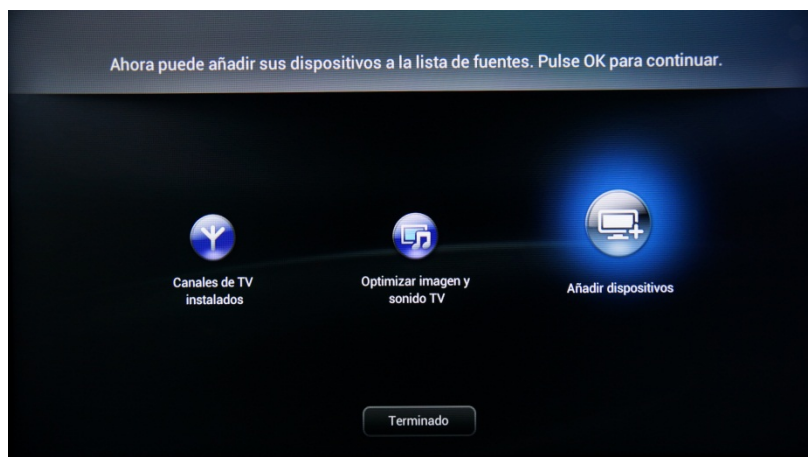 Ahora puede añadir sus dispositivos a la lista de fuentes. Pulse OK para continuar.
Canales de TV
instalados
Optimizar imagen y
sonido TV
Añadir dispositivos
Terminado